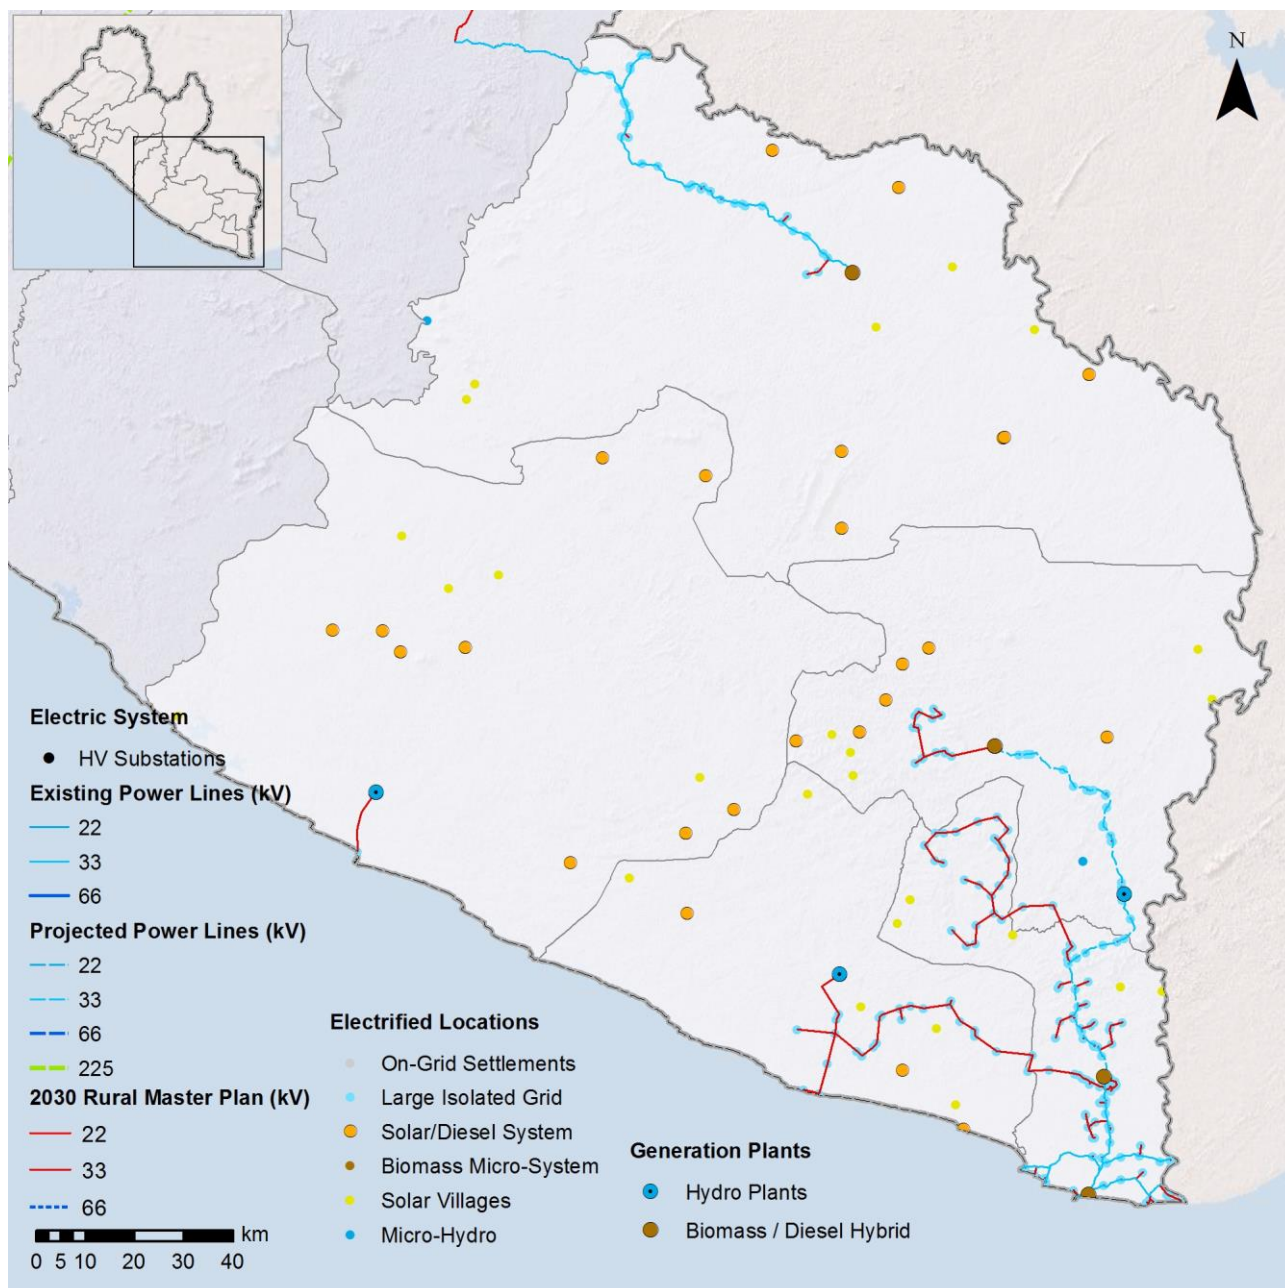 N
Electric System
HV Substations
Existing Power Lines (kV)
22
33
66
Projected Power Lines (kV)
22
33
66
225
2030 Rural Master Plan (kV)
22
33
66
km
0 5 10 20 30 40
Electrified Locations
On-Grid Settlements
Large Isolated Grid
Solar/Diesel System
Biomass Micro-System
Solar Villages
Micro-Hydro
Generation Plants
Hydro Plants
Biomass / Diesel Hybrid